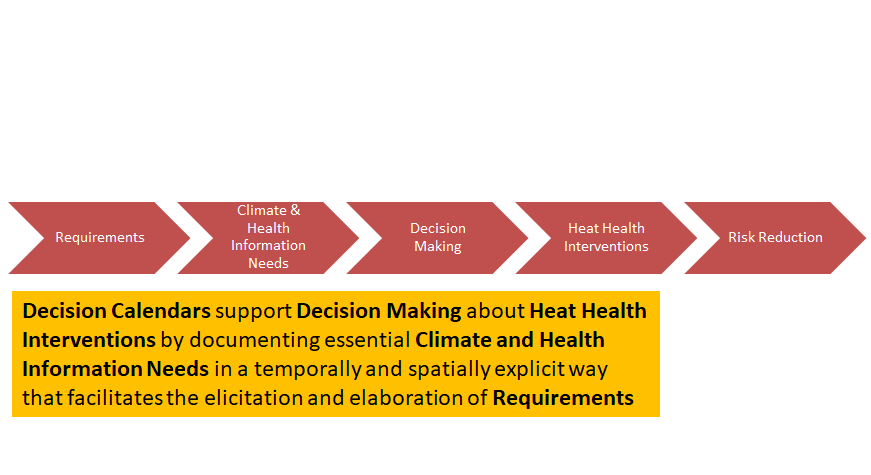 Requirements
Climate &
Health
Information
Needs
Decision
Making
Heat Health
Interventions
Risk Reduction
Decision Calendars support Decision Making about Heat Health
Interventions by documenting essential Climate and Health
Information Needs in a temporally and spatially explicit way
that facilitates the elicitation and elaboration of Requirements